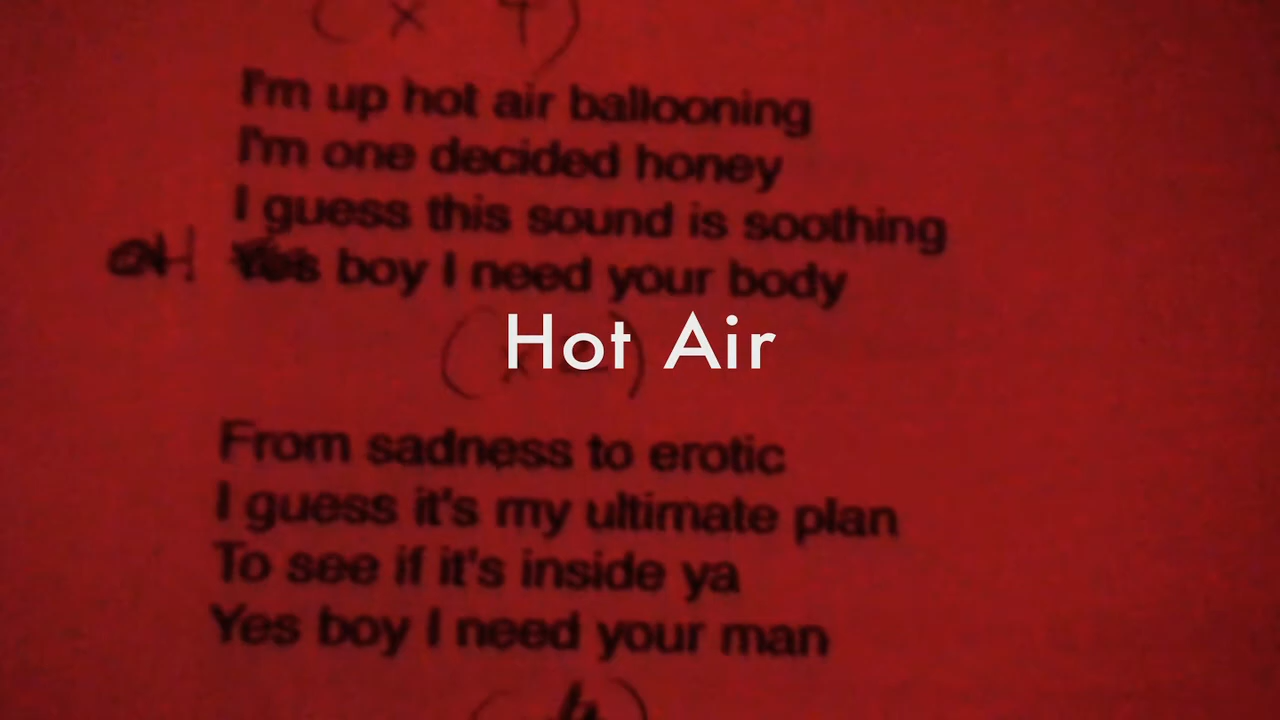 (x 4)
I'm up hot air ballooning
I'm one decided honey
I guess this sound is soothing
OH! Yes boy I need your body
Hot Air
From sadness to erotic
I guess it's my ultimate plan
To see if it's inside ya
Yes boy I need your man